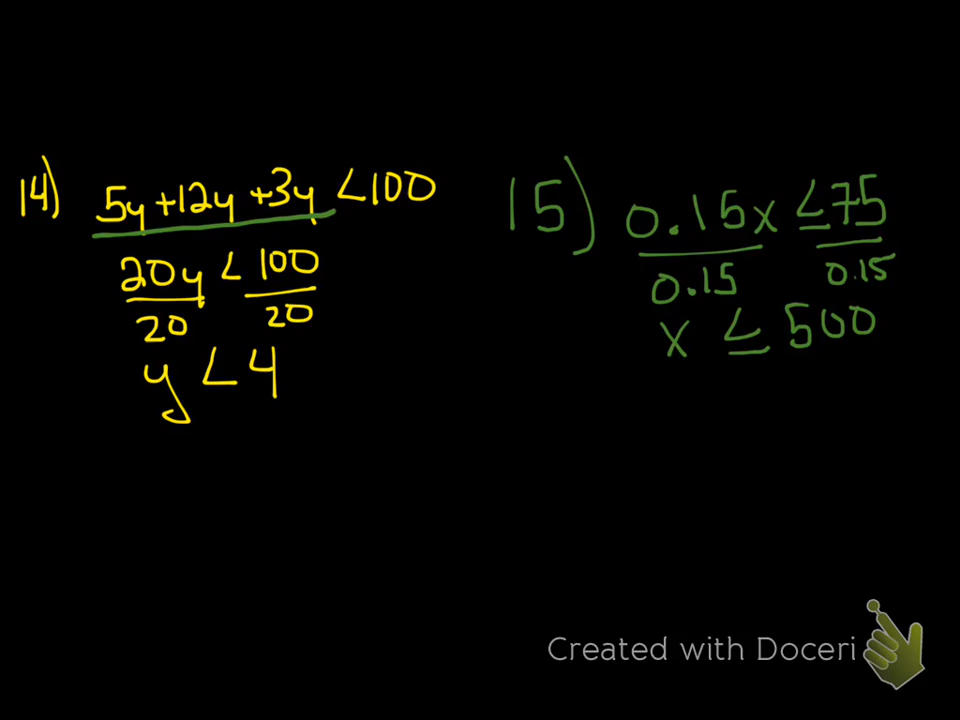 14) 5y+12y+3y<100
20y < 100
20 20
y < 4
15) 0.15x ≤ 75
0.15 0.15
x ≤ 500
Created with Doceri